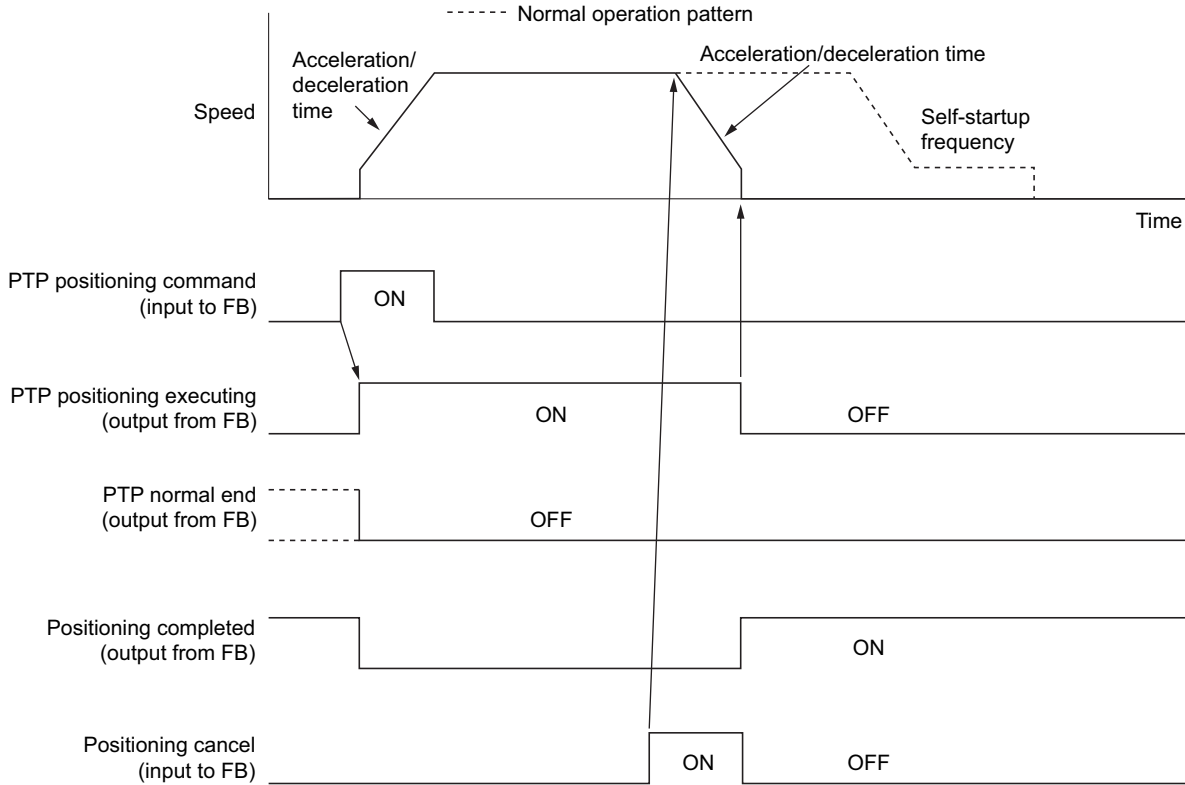 Normal operation pattern
Acceleration/
deceleration
time
Acceleration/deceleration time
Speed
Self-startup
frequency
Time
PTP positioning command
(input to FB)
ON
PTP positioning executing
(output from FB)
ON
OFF
PTP normal end
(output from FB)
OFF
Positioning completed
(output from FB)
ON
Positioning cancel
(input to FB)
ON
OFF